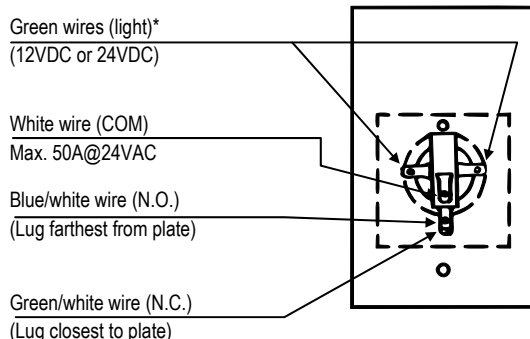 Green wires (light)*
(12VDC or 24VDC)
White wire (COM)
Max. 50A@24VAC
Blue/white wire (N.O.)
(Lug farthest from plate)
Green/white wire (N.C.)
(Lug closest to plate)